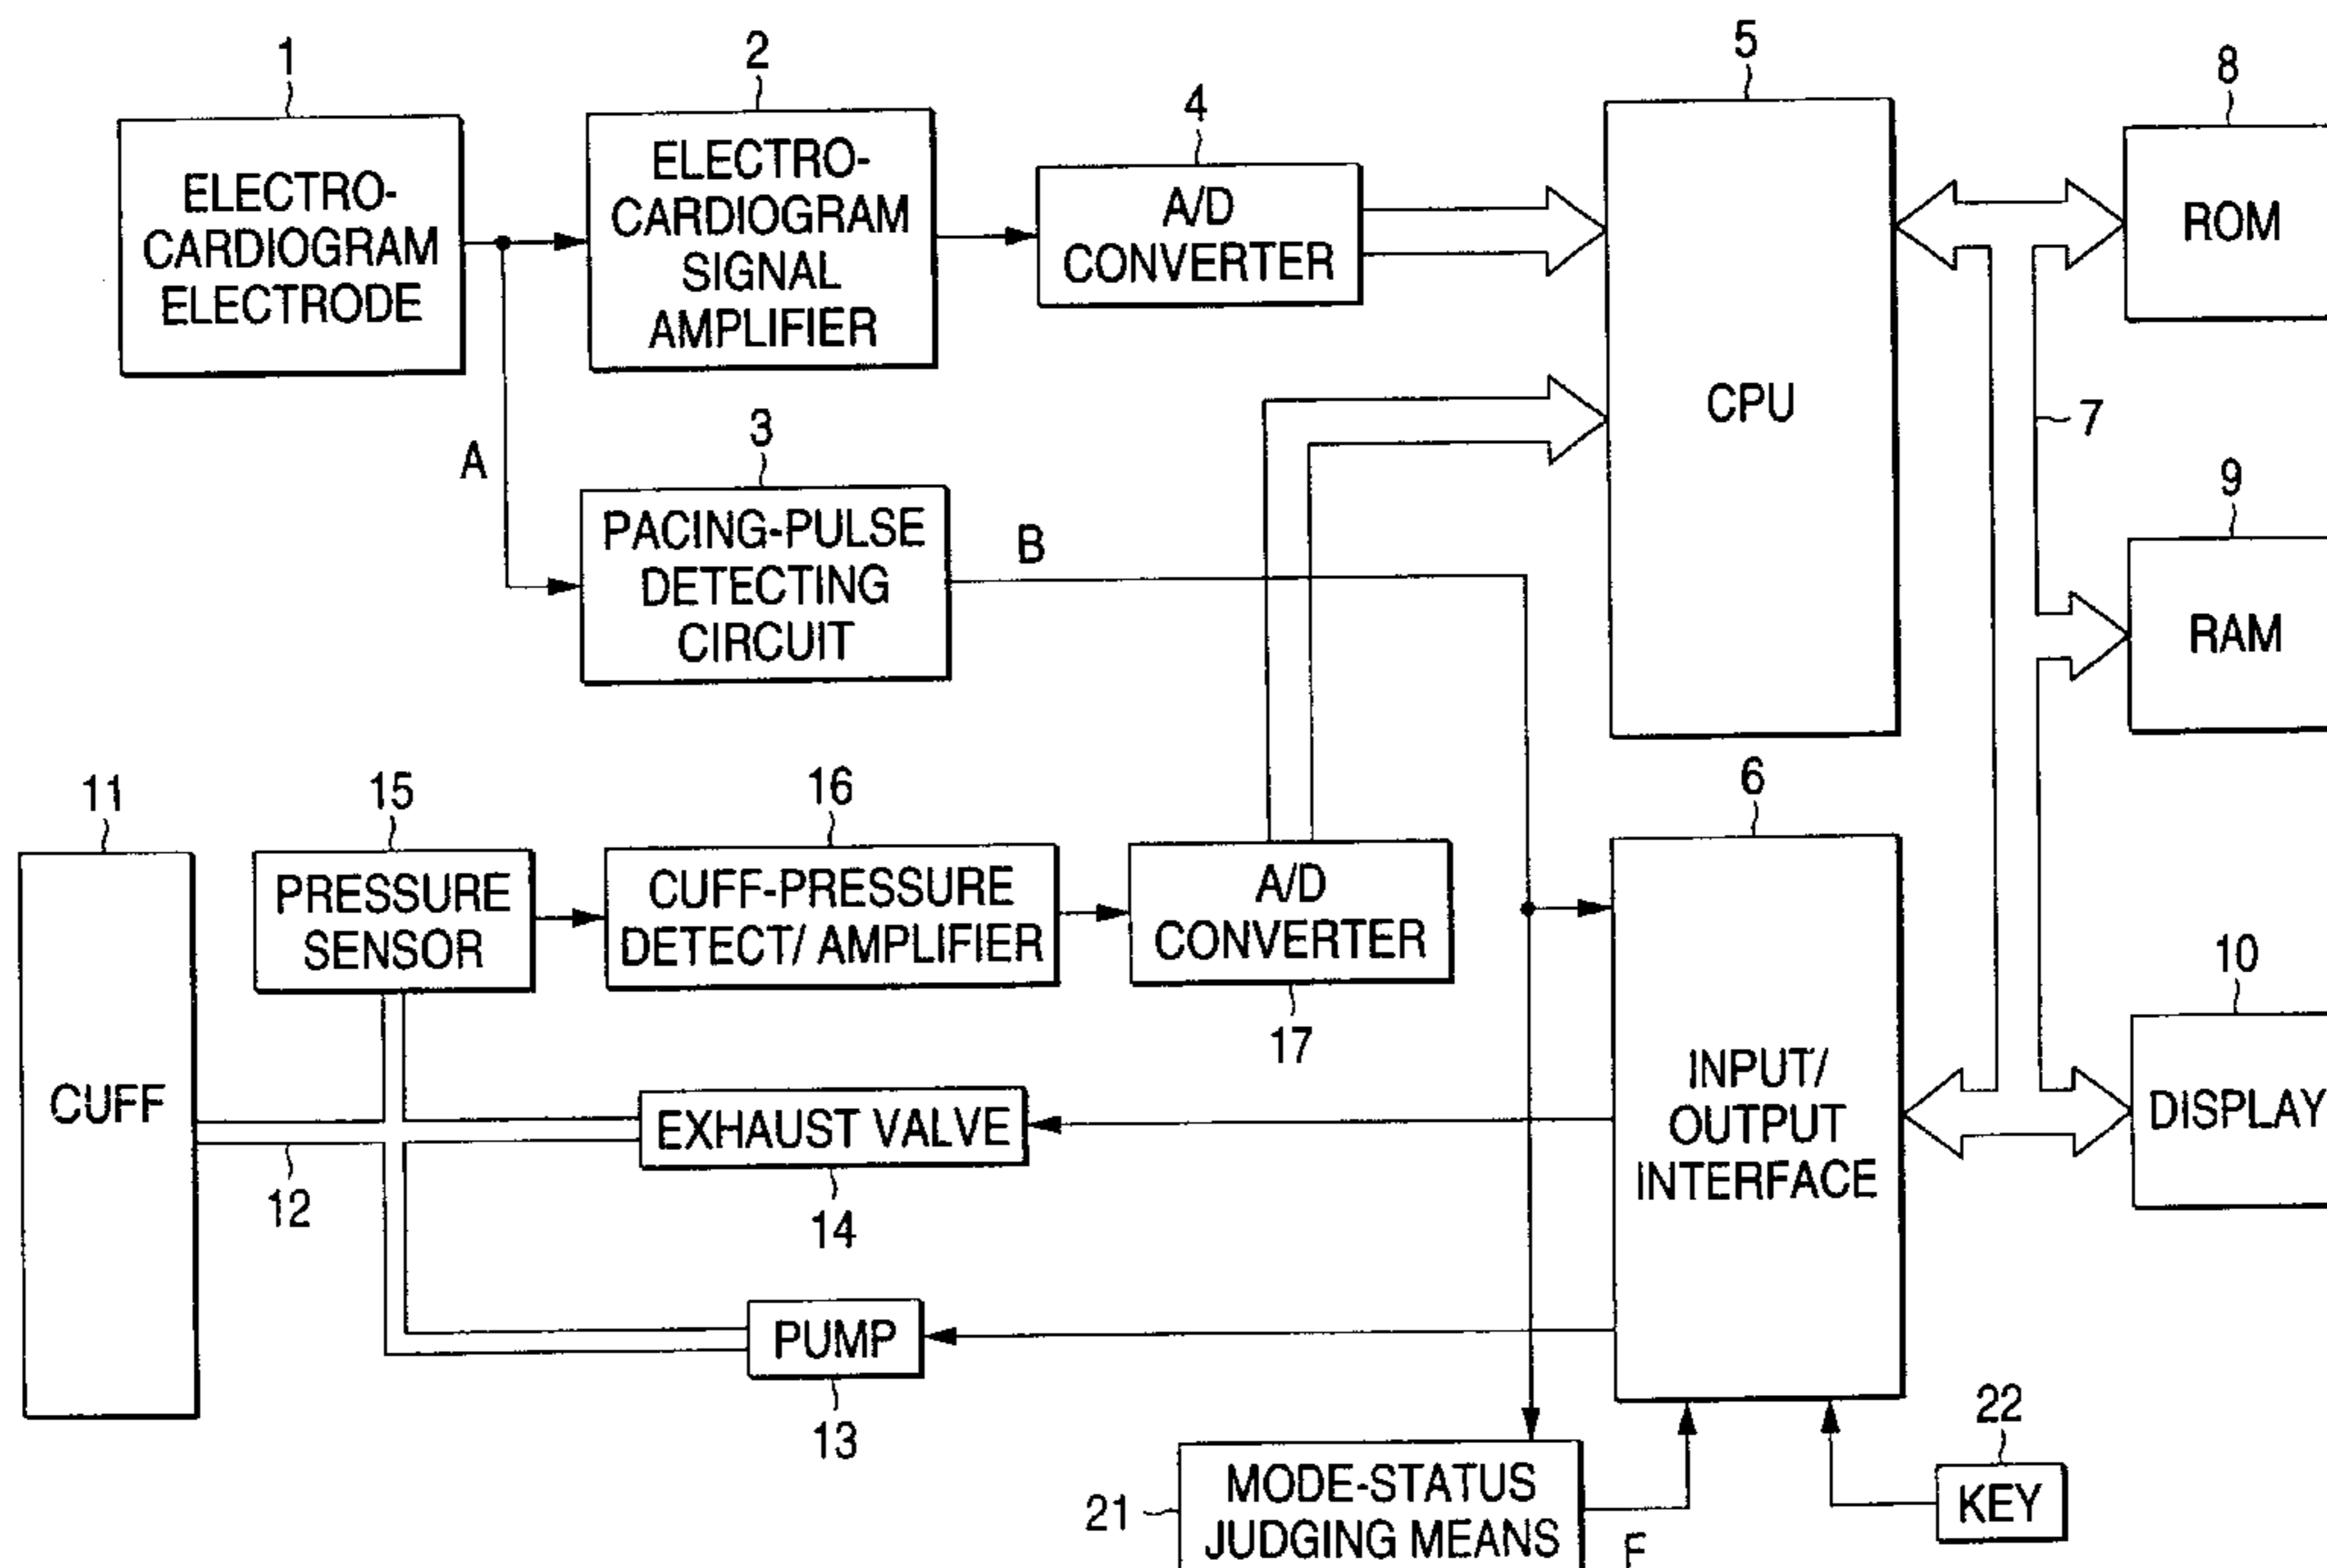 1
ELECTRO-
CARDIOGRAM
ELECTRODE
2
ELECTRO-
CARDIOGRAM
SIGNAL
AMPLIFIER
4
A/D
CONVERTER
5
CPU
8
ROM
7
A
3
PACING-PULSE
DETECTING
CIRCUIT
B
9
RAM
11
CUFF
15
PRESSURE
SENSOR
16
CUFF-PRESSURE
DETECT/ AMPLIFIER
A/D
CONVERTER
17
6
INPUT/
OUTPUT
INTERFACE
10
DISPLAY
12
EXHAUST VALVE
14
PUMP
13
21
MODE-STATUS
JUDGING MEANS
22
KEY